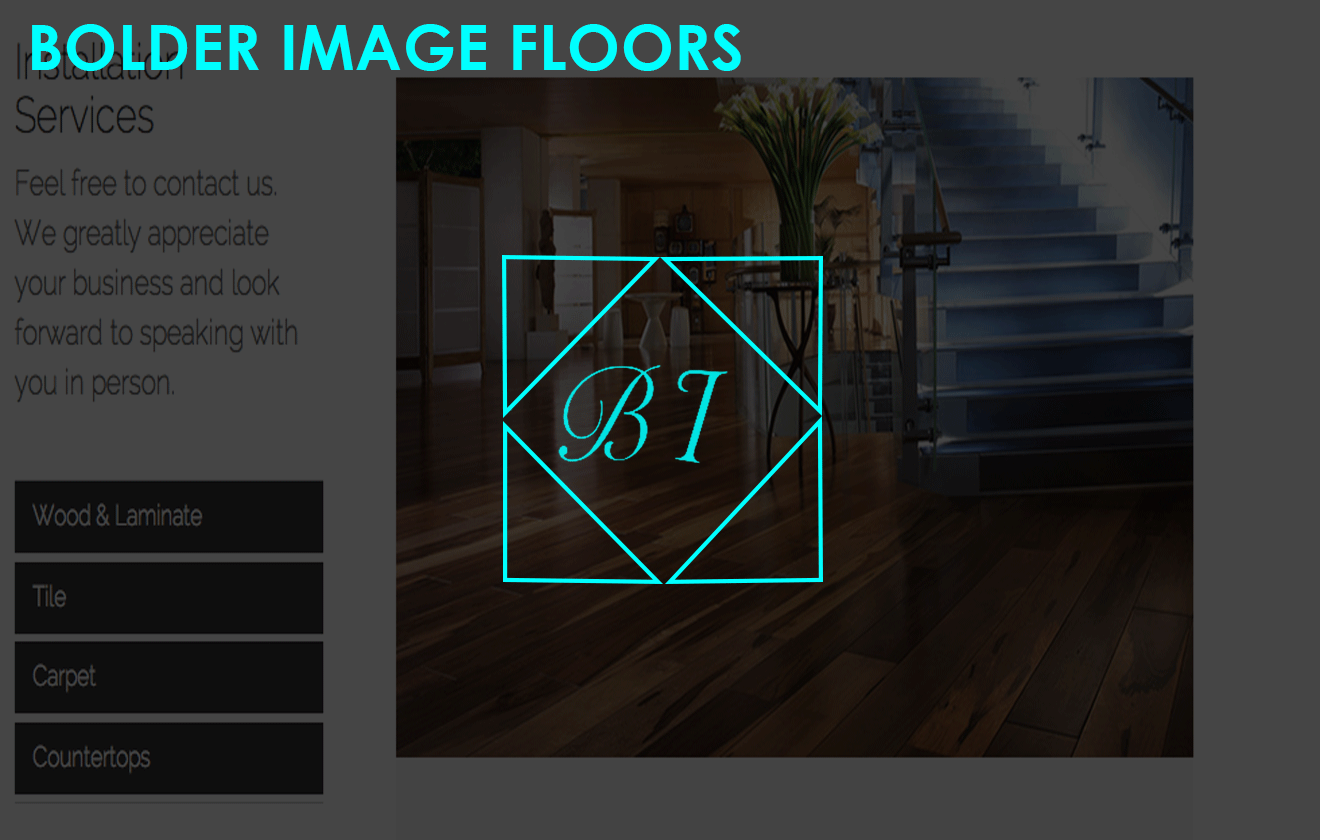 BOLDER IMAGE FLOORS
Installation
Services
Feel free to contact us.
We greatly appreciate
your business and look
forward to speaking with
you in person.
Wood & Laminate
Tile
Carpet
Countertops
BI